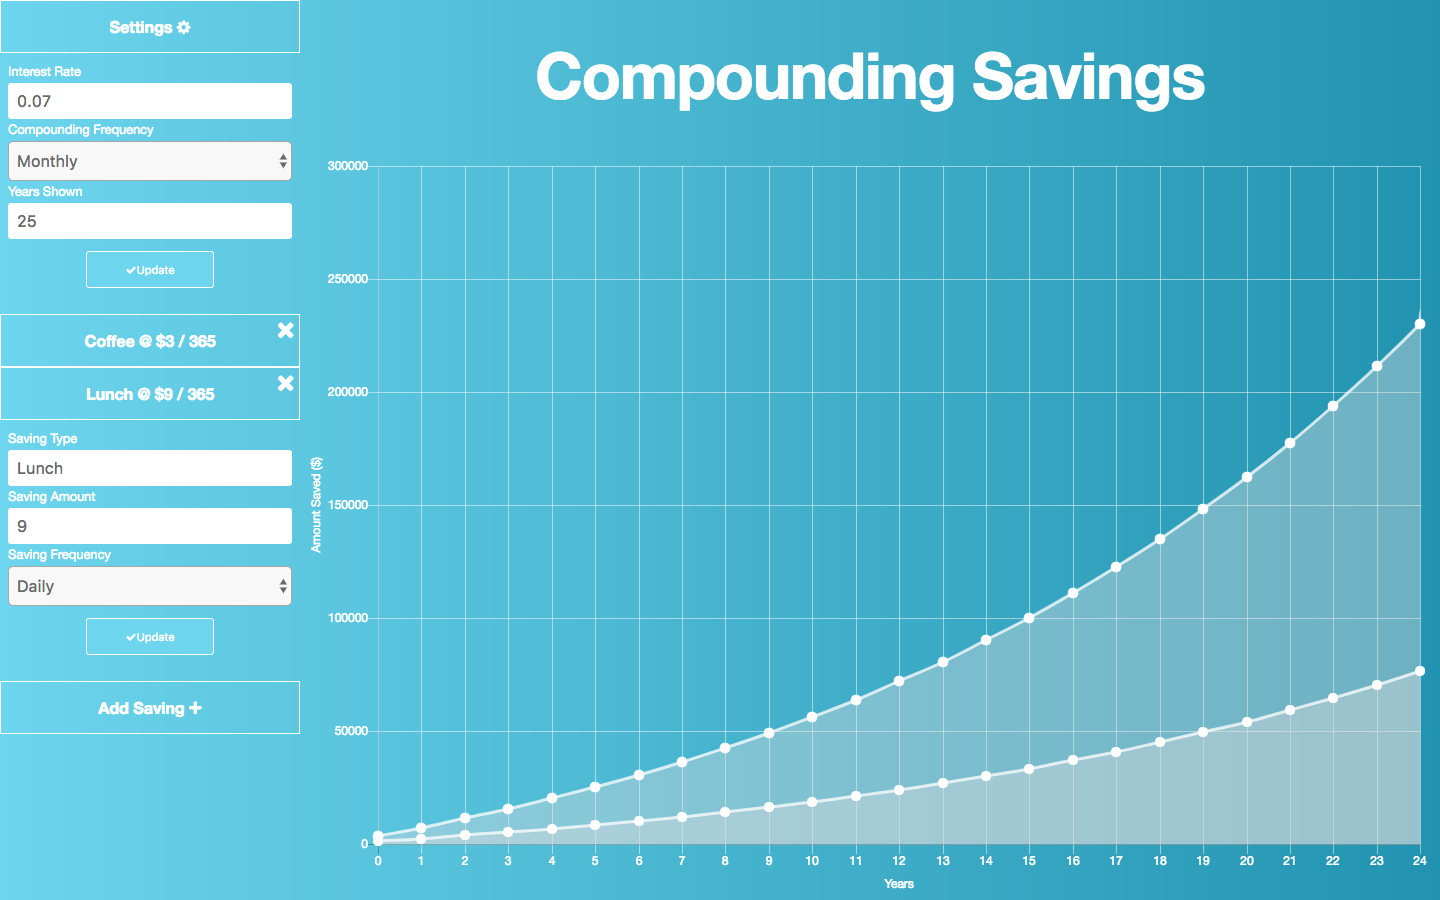 Settings
Interest Rate
0.07
Compounding Frequency
Monthly
Years Shown
25
Update
Coffee @ $3 / 365
Lunch @ $9 / 365
Saving Type
Lunch
Saving Amount
9
Saving Frequency
Daily
Update
Add Saving +
Compounding Savings
300000
250000
200000
150000
100000
50000
0
Amount Saved ($)
0 1 2 3 4 5 6 7 8 9 10 11 12 13 14 15 16 17 18 19 20 21 22 23 24
Years